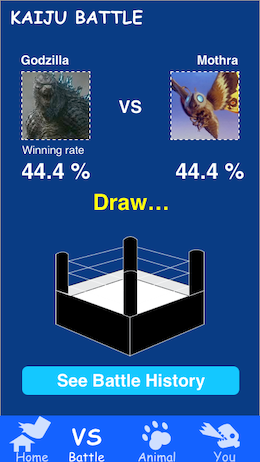 KAIJU BATTLE
Godzilla Mothra
VS
Winning rate
44.4 % 44.4 %
Draw...
See Battle History
VS
Home Battle Animal You